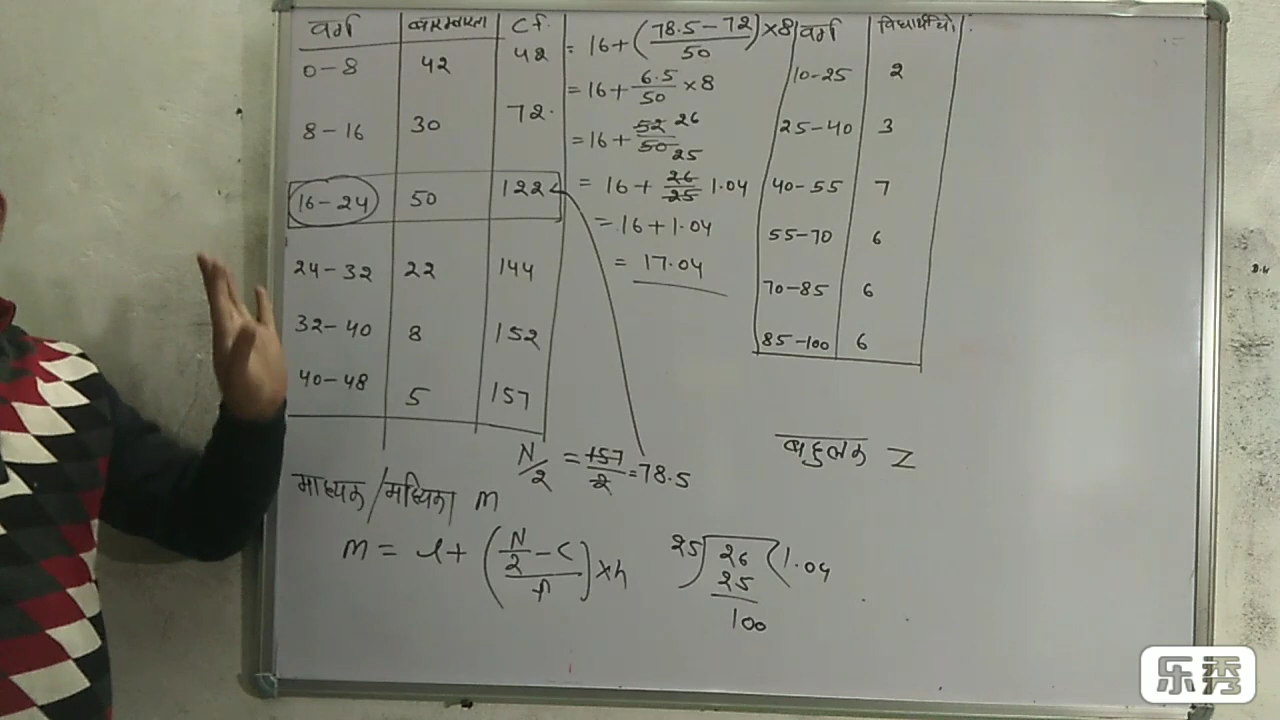 वर्ग बारम्बारता C.f.
0-8 42 42
8-16 30 72
16-24 50 122
24-32 22 144
32-40 8 152
40-48 5 157
N/2 = 157/2 = 78.5
माध्यक/मध्यिका m
m = l + (N/2 - c / f) × h
= 16 + (78.5 - 72 / 50) × 8
= 16 + 6.5/50 × 8
= 16 + 52/50 26 25
= 16 + 26/25 1.04
= 16 + 1.04
= 17.04
25) 26 (1.04
25
100
वर्ग विद्यार्थियों
10-25 2
25-40 3
40-55 7
55-70 6
70-85 6
85-100 6
बहुलक Z
乐秀